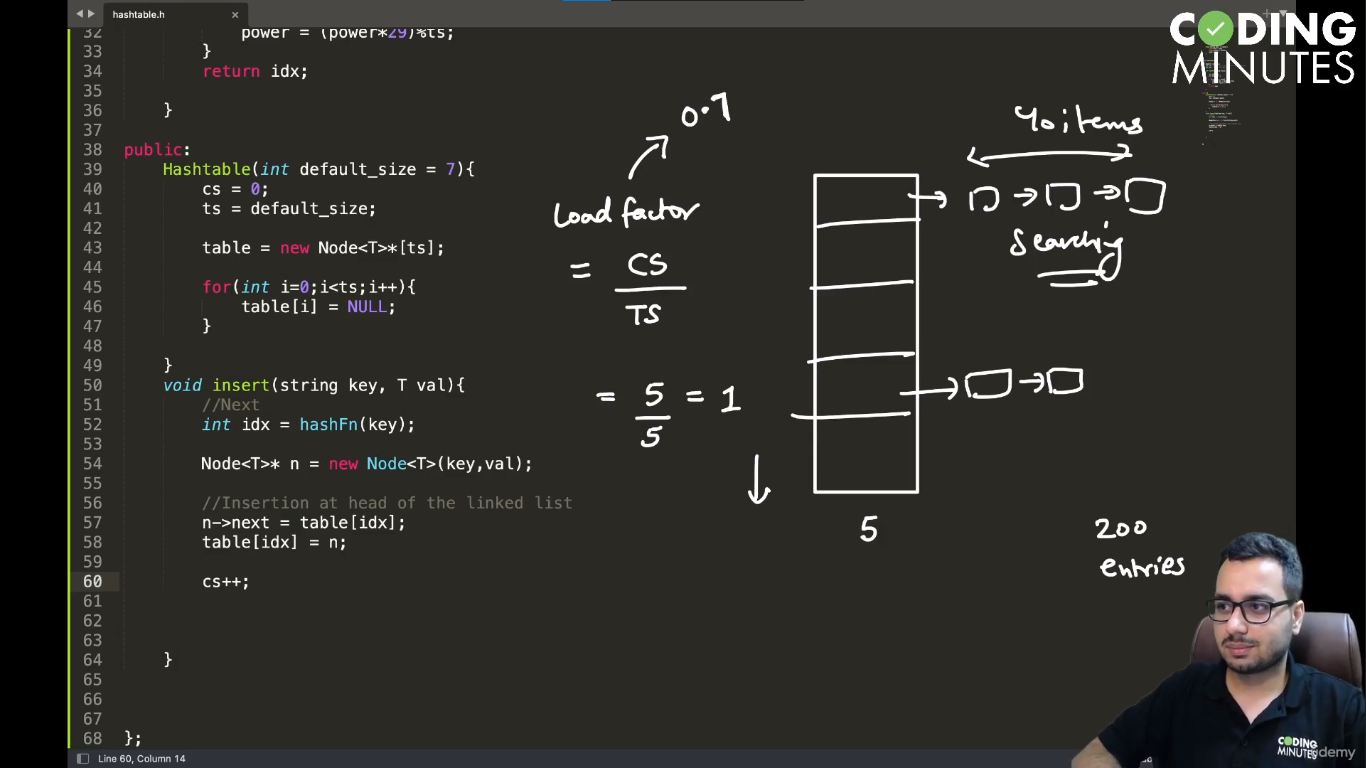 hashtable.h
CODING
MINUTES
32 power = (power*29)%ts;
33 }
34 return idx;
35
36 }
37
38 public:
39 Hashtable(int default_size = 7){
40 cs = 0;
41 ts = default_size;
42
43 table = new Node<T>*[ts];
44
45 for(int i=0;i<ts;i++){
46 table[i] = NULL;
47 }
48
49 }
50 void insert(string key, T val){
51 //Next
52 int idx = hashFn(key);
53
54 Node<T>* n = new Node<T>(key,val);
55
56 //Insertion at head of the linked list
57 n->next = table[idx];
58 table[idx] = n;
59
60 cs++;
61
62
63
64 }
65
66
67
68 };
0.7
Load factor
= CS
TS
= 5 = 1
5
40 items
Searching
5
200
entries
CODING
MINUTES
Udemy
Line 60, Column 14